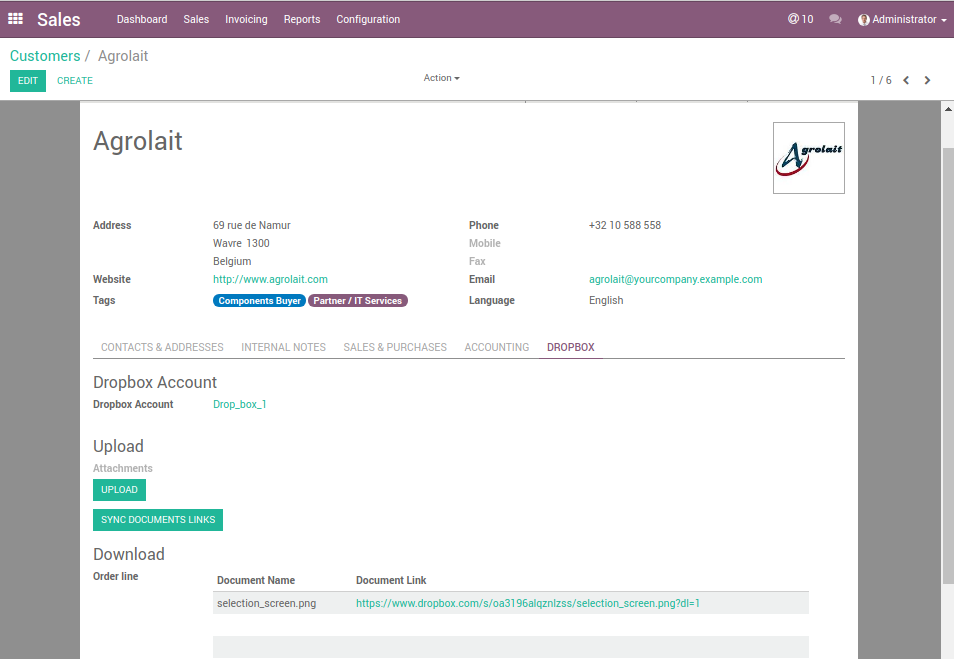 Sales Dashboard Sales Invoicing Reports Configuration @ 10 Administrator
Customers / Agrolait
EDIT CREATE Action 1 / 6
Agrolait
Agrolait
Address 69 rue de Namur Phone +32 10 588 558
Wavre 1300 Mobile
Belgium Fax
Website http://www.agrolait.com Email agrolait@yourcompany.example.com
Tags Components Buyer Partner / IT Services Language English
CONTACTS & ADDRESSES INTERNAL NOTES SALES & PURCHASES ACCOUNTING DROPBOX
Dropbox Account
Dropbox Account Drop_box_1
Upload
Attachments
UPLOAD
SYNC DOCUMENTS LINKS
Download
Order line Document Name Document Link
selection_screen.png https://www.dropbox.com/s/oa3196alqznlzss/selection_screen.png?dl=1